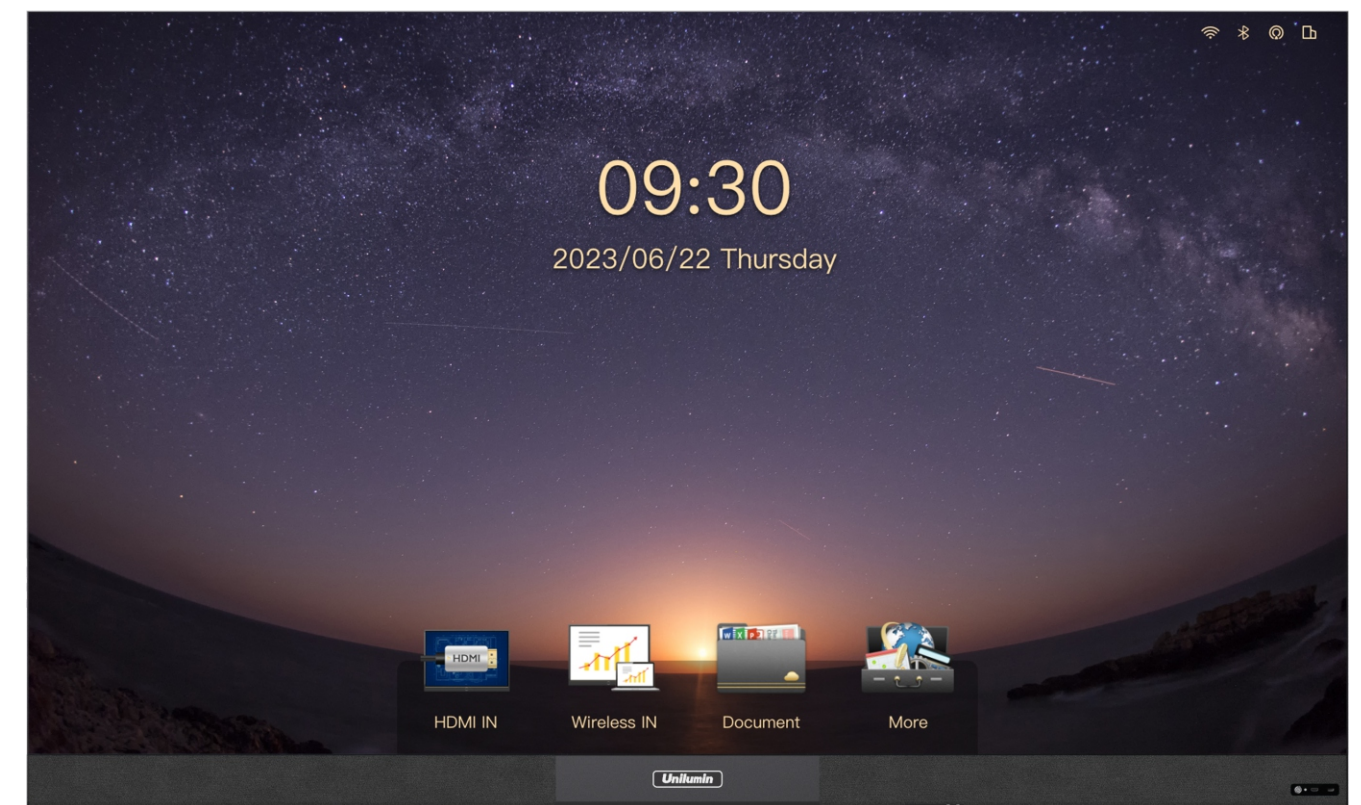 09:30
2023/06/22 Thursday
W X P
HDMI
HDMI IN
Wireless IN
Document
More
Unilumin